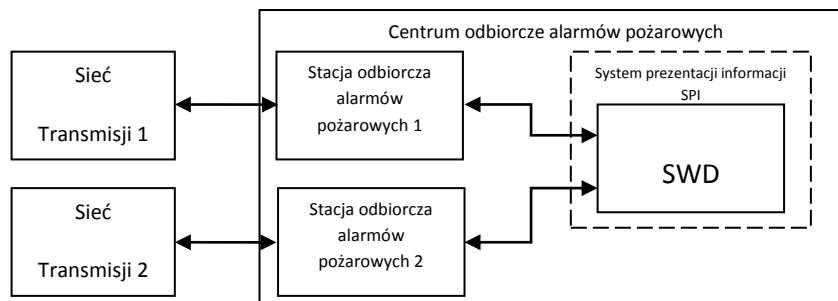 Centrum odbiorcze alarmów pożarowych
Sieć
Transmisji 1
Stacja odbiorcza
alarmów
pożarowych 1
System prezentacji informacji
SPI
SWD
Sieć
Transmisji 2
Stacja odbiorcza
alarmów
pożarowych 2